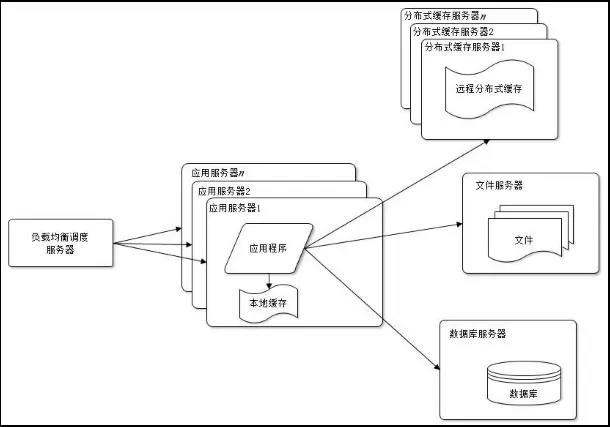 分布式缓存服务器n
分布式缓存服务器2
分布式缓存服务器1
远程分布式缓存
应用服务器n
应用服务器2
应用服务器1
应用程序
本地缓存
负载均衡调度
服务器
文件服务器
文件
数据库服务器
数据库